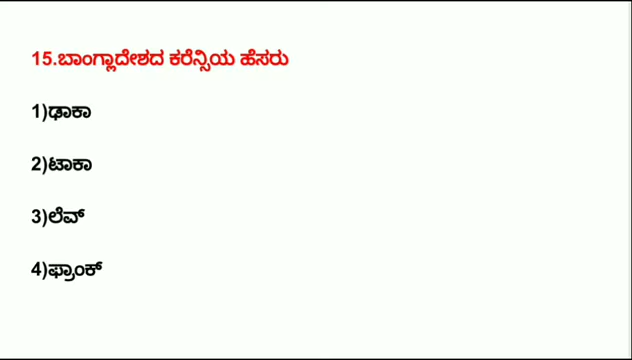 15.ಬಾಂಗ್ಲಾದೇಶದ ಕರೆನ್ಸಿಯ ಹೆಸರು
1)ಢಾಕಾ
2)ಟಾಕಾ
3)ಲೆವ್
4)ಫ್ರಾಂಕ್